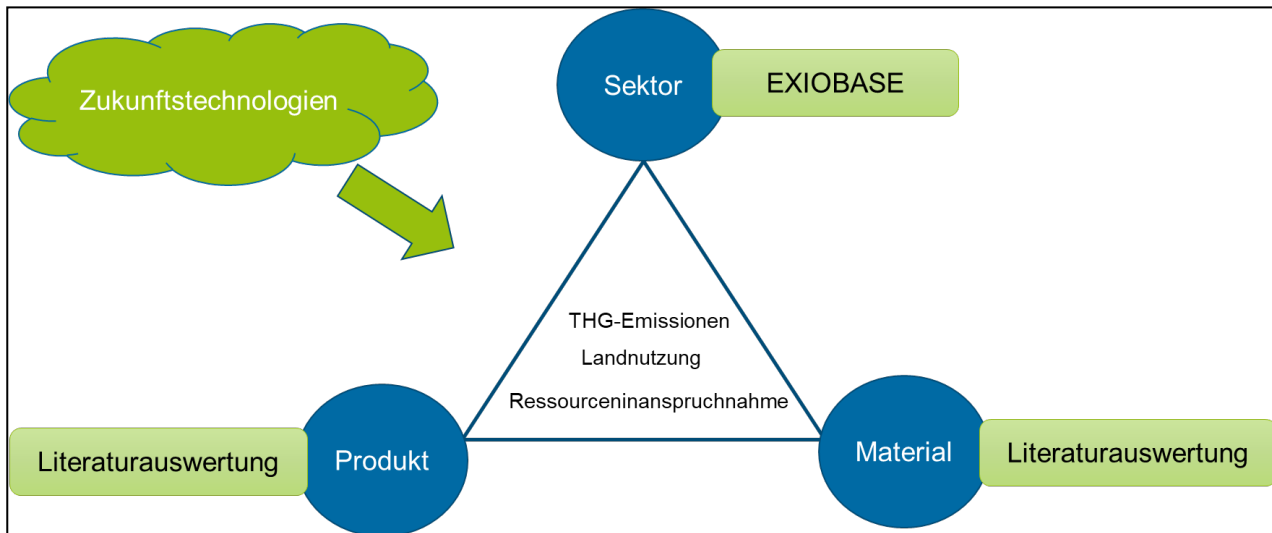 Zukunftstechnologien
Sektor
EXIOBASE
THG-Emissionen
Landnutzung
Ressourceninanspruchnahme
Literaturauswertung
Produkt
Material
Literaturauswertung